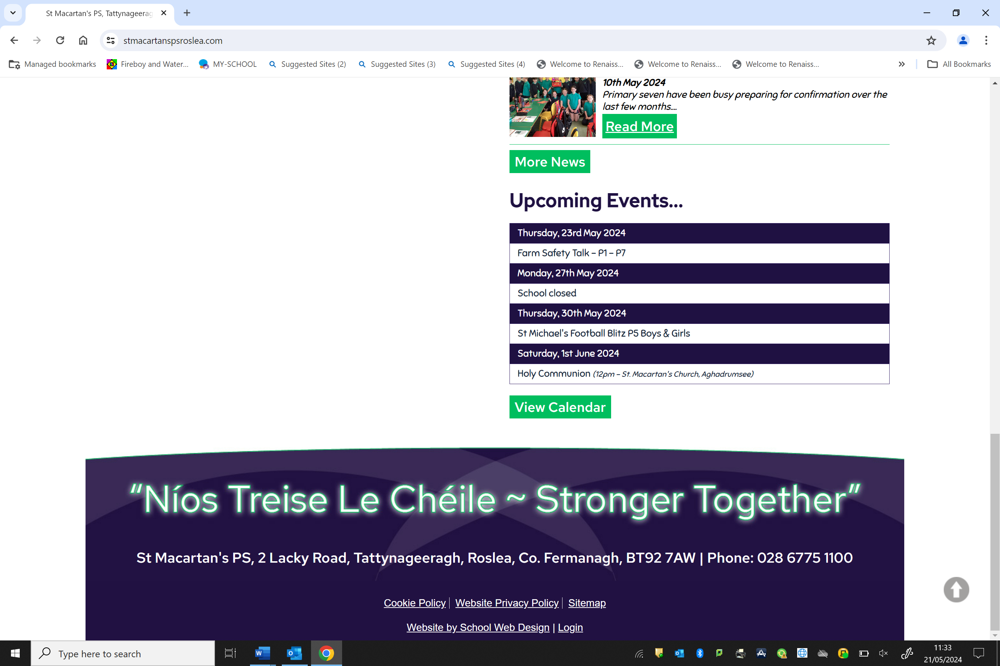 St Macartan's PS, Tattynageerag
stmacartanspsroslea.com
Managed bookmarks
Fireboy and Water...
MY-SCHOOL
Suggested Sites (2)
Suggested Sites (3)
Suggested Sites (4)
Welcome to Renaiss...
Welcome to Renaiss...
Welcome to Renaiss...
All Bookmarks
10th May 2024
Primary seven have been busy preparing for confirmation over the
last few months....
Read More
More News
Upcoming Events...
Thursday, 23rd May 2024
Farm Safety Talk – P1 – P7
Monday, 27th May 2024
School closed
Thursday, 30th May 2024
St Michael's Football Blitz P5 Boys & Girls
Saturday, 1st June 2024
Holy Communion (12pm – St. Macartan's Church, Aghadrumsee)
View Calendar
“Níos Treise Le Chéile ~ Stronger Together”
St Macartan's PS, 2 Lacky Road, Tattynageeragh, Roslea, Co. Fermanagh, BT92 7AW | Phone: 028 6775 1100
Cookie Policy | Website Privacy Policy | Sitemap
Website by School Web Design | Login
Type here to search
11:33
21/05/2024